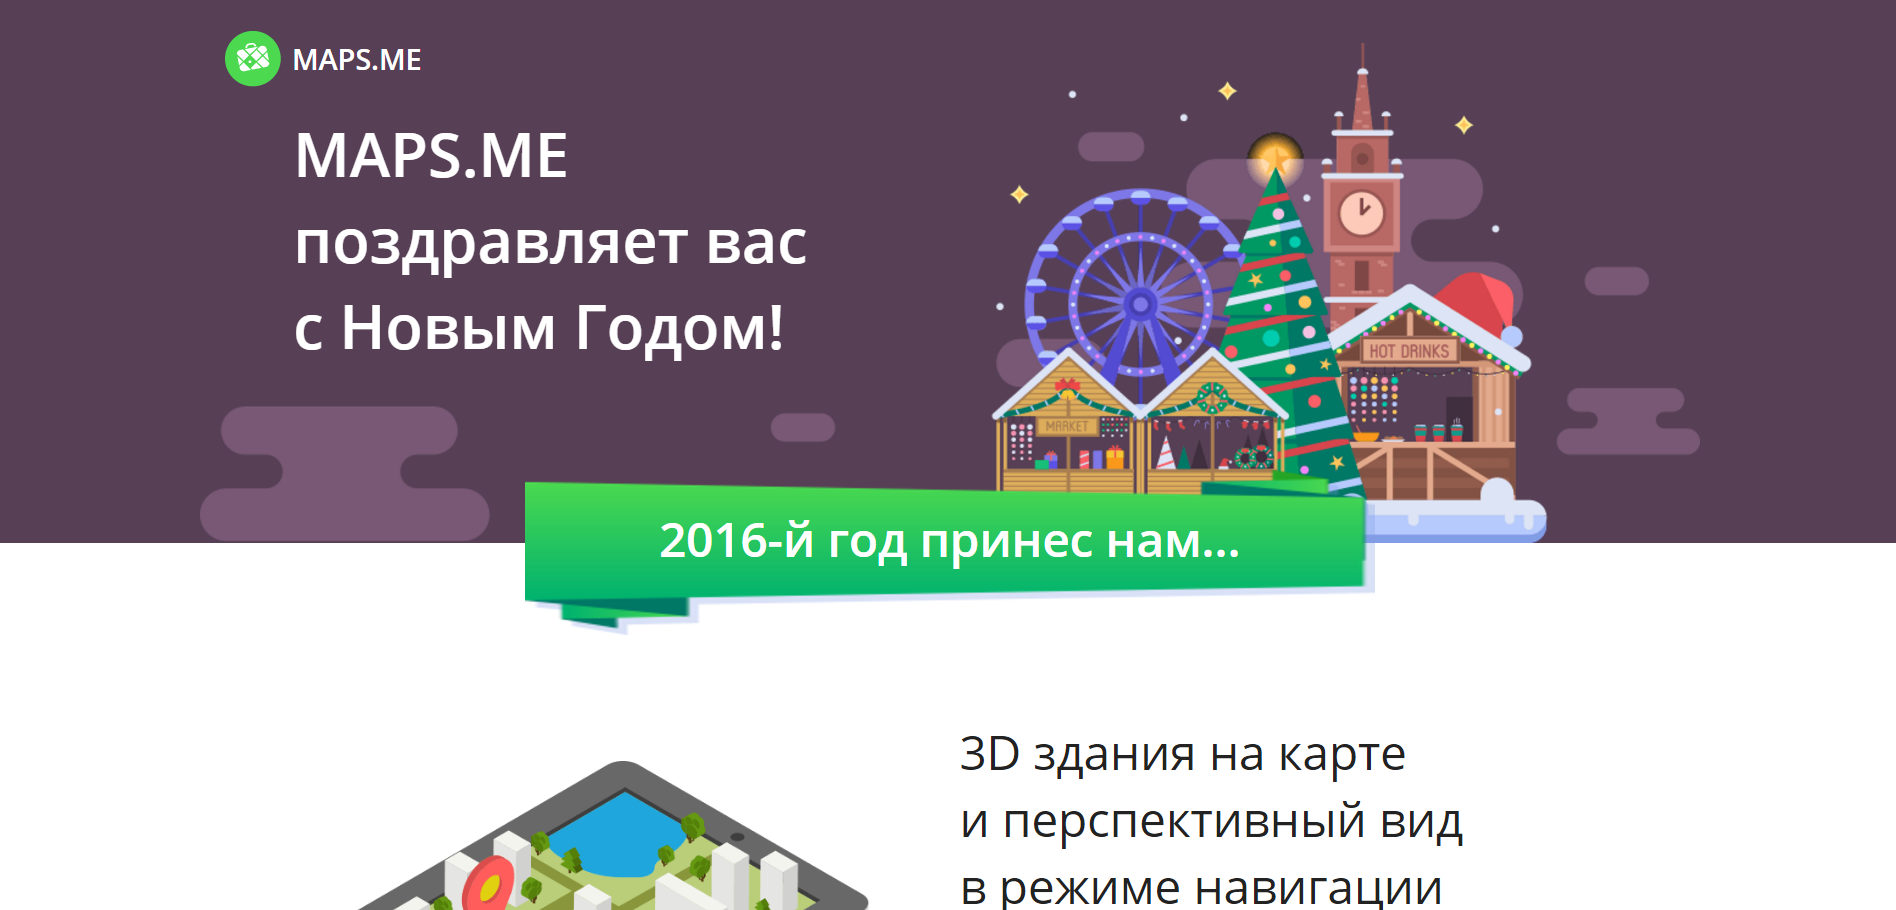 MAPS.ME
MAPS.ME
поздравляет вас
с Новым Годом!
HOT DRINKS
MARKET
2016-й год принес нам...
3D здания на карте
и перспективный вид
в режиме навигации